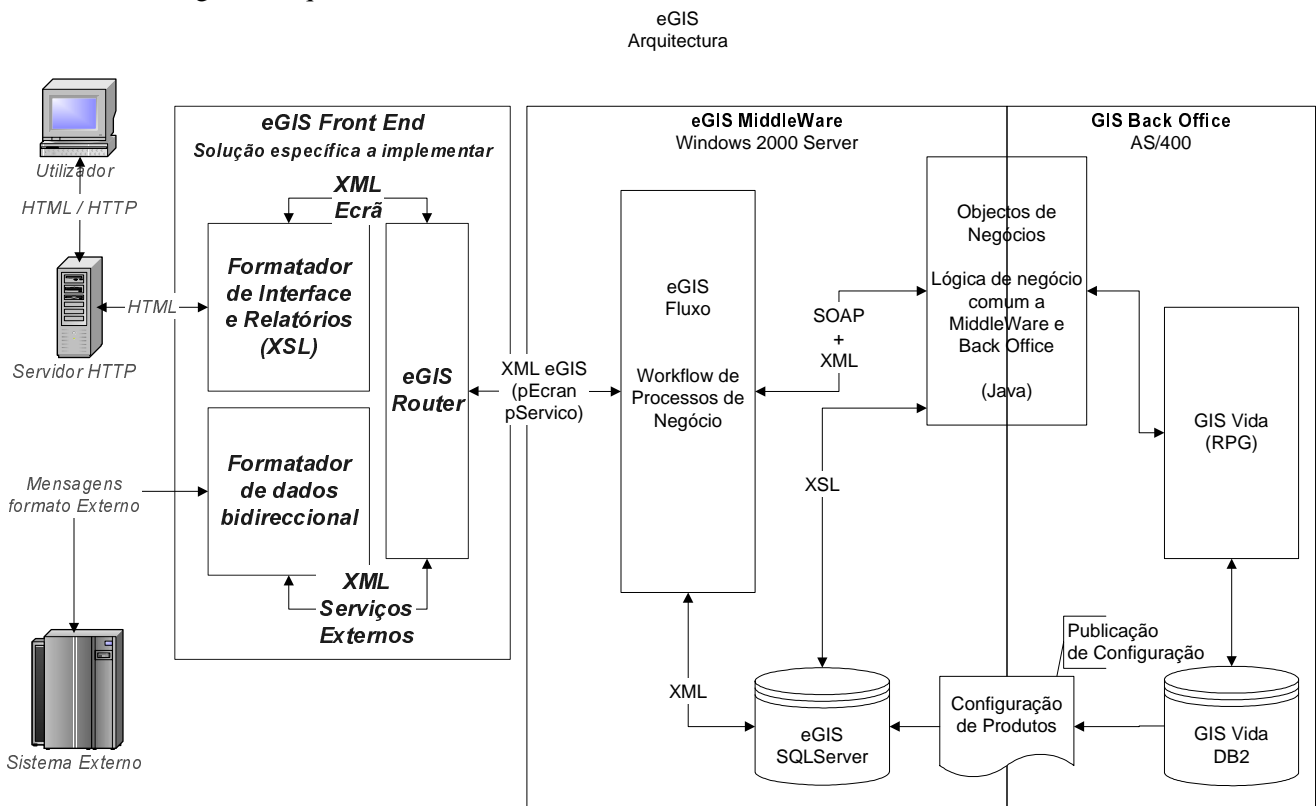 eGIS
Arquitectura
Utilizador
HTML / HTTP
Servidor HTTP
HTML
Mensagens
formato Externo
Sistema Externo
eGIS Front End
Solução específica a implementar
XML
Ecrã
Formatador
de Interface
e Relatórios
(XSL)
eGIS
Router
Formatador
de dados
bidireccional
XML
Serviços
Externos
XML eGIS
(pEcran
pServico)
eGIS MiddleWare
Windows 2000 Server
eGIS
Fluxo
Workflow de
Processos de
Negócio
SOAP
+
XML
XSL
XML
eGIS
SQLServer
Objectos de
Negócios
Lógica de negócio
comum a
MiddleWare e
Back Office
(Java)
GIS Back Office
AS/400
GIS Vida
(RPG)
Publicação
de Configuração
Configuração
de Produtos
GIS Vida
DB2